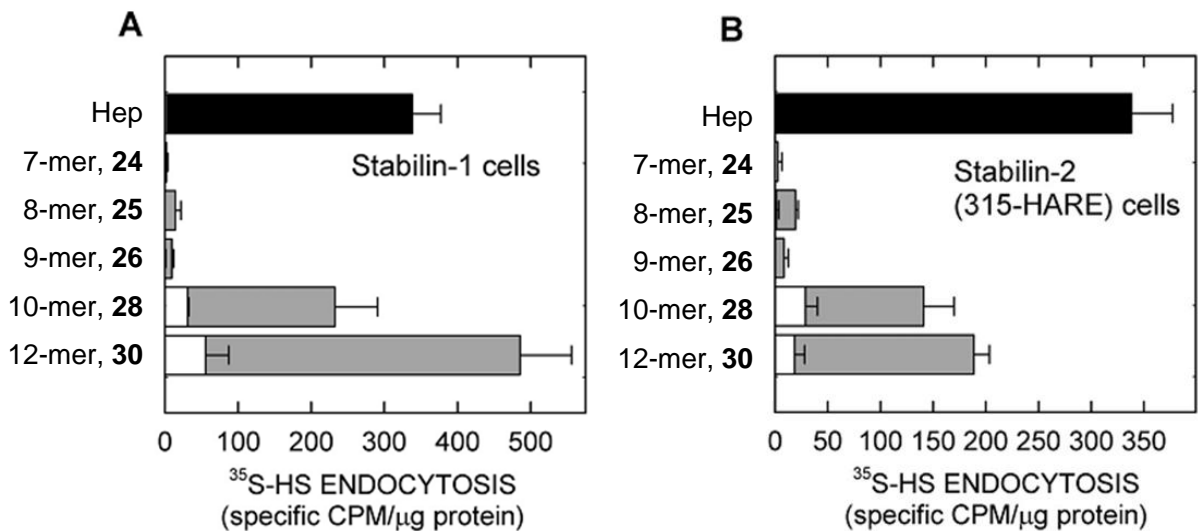 A
Hep
7-mer, 24
8-mer, 25
9-mer, 26
10-mer, 28
12-mer, 30
Stabilin-1 cells
0 100 200 300 400 500
³⁵S-HS ENDOCYTOSIS
(specific CPM/μg protein)
B
Hep
7-mer, 24
8-mer, 25
9-mer, 26
10-mer, 28
12-mer, 30
Stabilin-2
(315-HARE) cells
0 50 100 150 200 250 300 350
³⁵S-HS ENDOCYTOSIS
(specific CPM/μg protein)